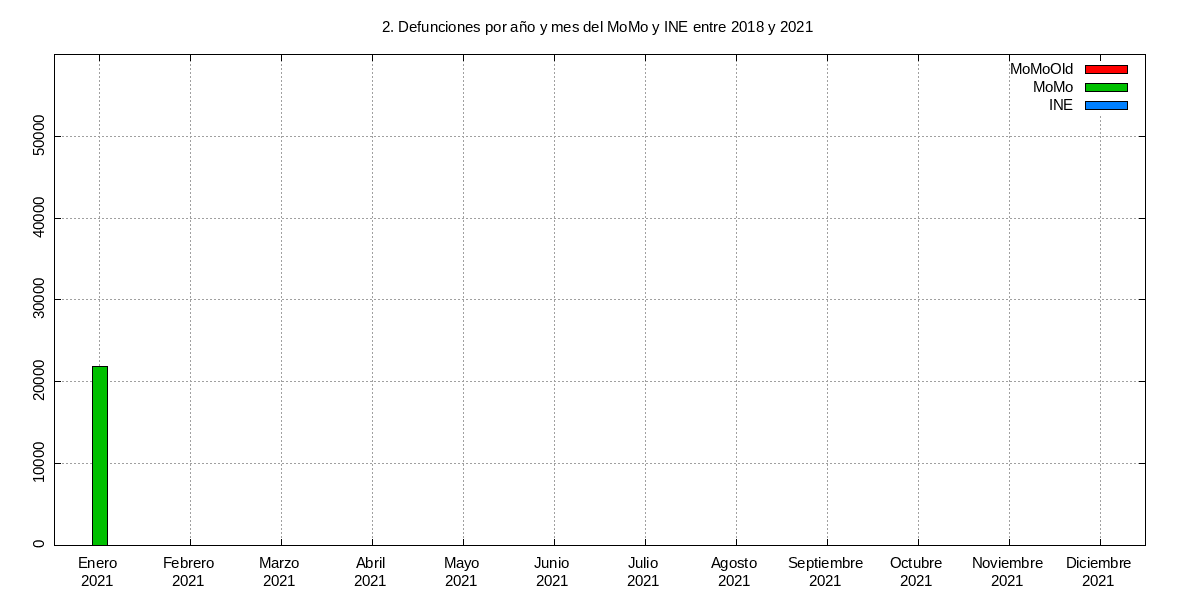 2. Defunciones por año y mes del MoMo y INE entre 2018 y 2021
MoMoOld
MoMo
INE
50000
40000
30000
20000
10000
0
Enero Febrero Marzo Abril Mayo Junio Julio Agosto Septiembre Octubre Noviembre Diciembre
2021 2021 2021 2021 2021 2021 2021 2021 2021 2021 2021 2021